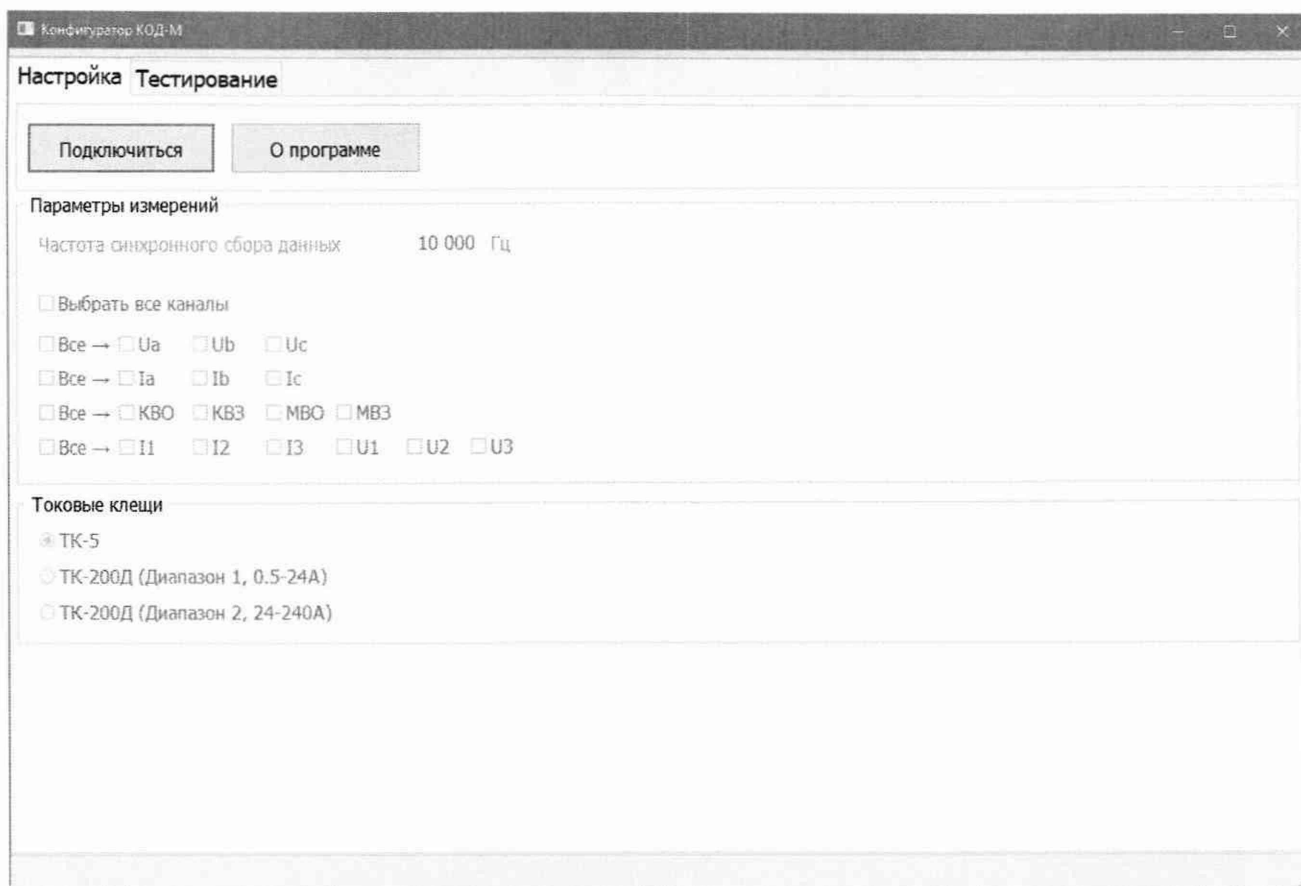 Конфигуратор КОД-М
Настройка Тестирование
Подключиться О программе
Параметры измерений
Частота синхронного сбора данных 10 000 Гц
Выбрать все каналы
Все → Ua Ub Uc
Все → Ia Ib Ic
Все → КВО КВЗ МВО МВЗ
Все → I1 I2 I3 U1 U2 U3
Токовые клещи
ТК-5
ТК-200Д (Диапазон 1, 0.5-24А)
ТК-200Д (Диапазон 2, 24-240А)